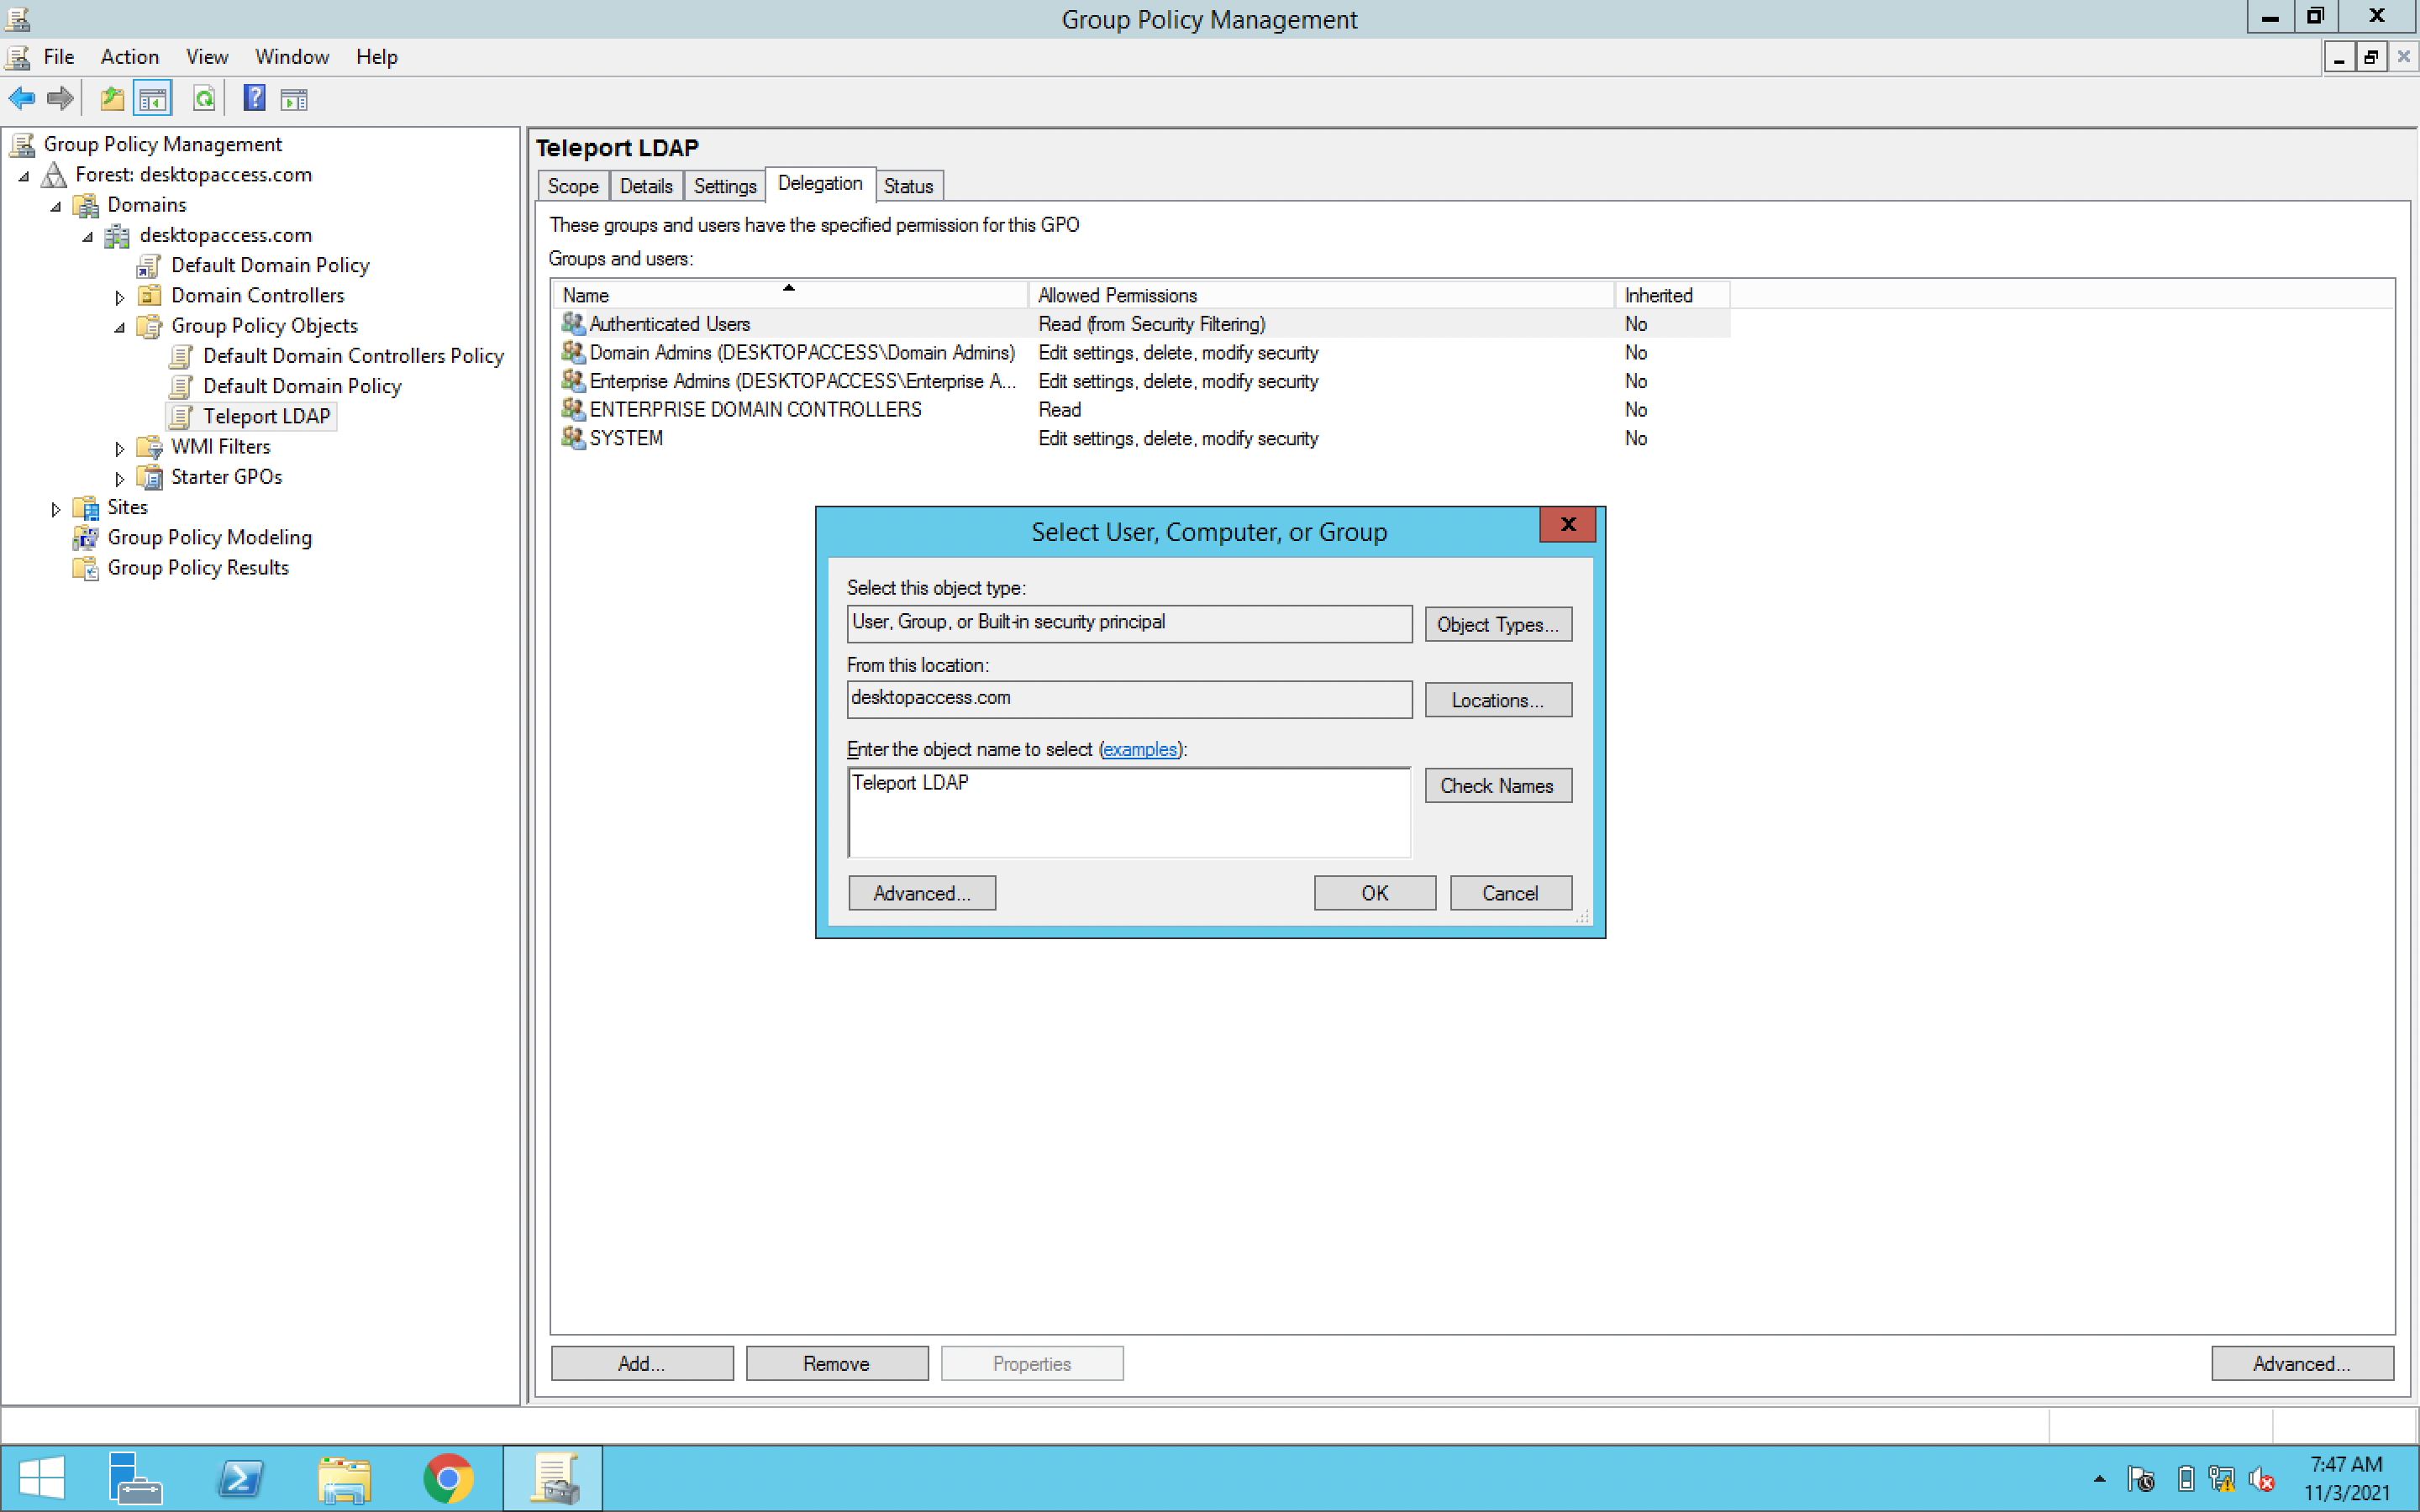 Group Policy Management
File Action View Window Help
Group Policy Management
Forest: desktopaccess.com
Domains
desktopaccess.com
Default Domain Policy
Domain Controllers
Group Policy Objects
Default Domain Controllers Policy
Default Domain Policy
Teleport LDAP
WMI Filters
Starter GPOs
Sites
Group Policy Modeling
Group Policy Results
Teleport LDAP
Scope Details Settings Delegation Status
These groups and users have the specified permission for this GPO
Groups and users:
Name Allowed Permissions Inherited
Authenticated Users Read (from Security Filtering) No
Domain Admins (DESKTOPACCESS\Domain Admins) Edit settings, delete, modify security No
Enterprise Admins (DESKTOPACCESS\Enterprise A... Edit settings, delete, modify security No
ENTERPRISE DOMAIN CONTROLLERS Read No
SYSTEM Edit settings, delete, modify security No
Select User, Computer, or Group
Select this object type:
User, Group, or Built-in security principal Object Types...
From this location:
desktopaccess.com Locations...
Enter the object name to select (examples):
Teleport LDAP Check Names
Advanced... OK Cancel
Add... Remove Properties Advanced...
7:47 AM
11/3/2021